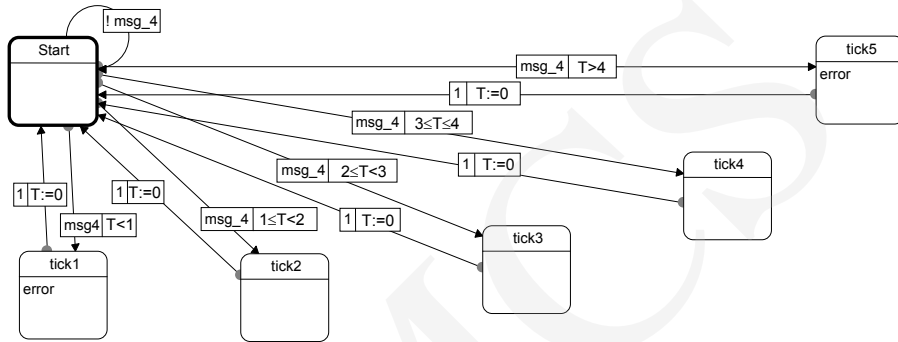 ! msg_4
Start
tick5
msg_4 T>4
error
1 T:=0
msg_4 3≤T≤4
tick4
1 T:=0
msg_4 2≤T<3
1 T:=0
1 T:=0
msg4 T<1
msg_4 1≤T<2
1 T:=0
tick3
tick1
tick2
error
MCS